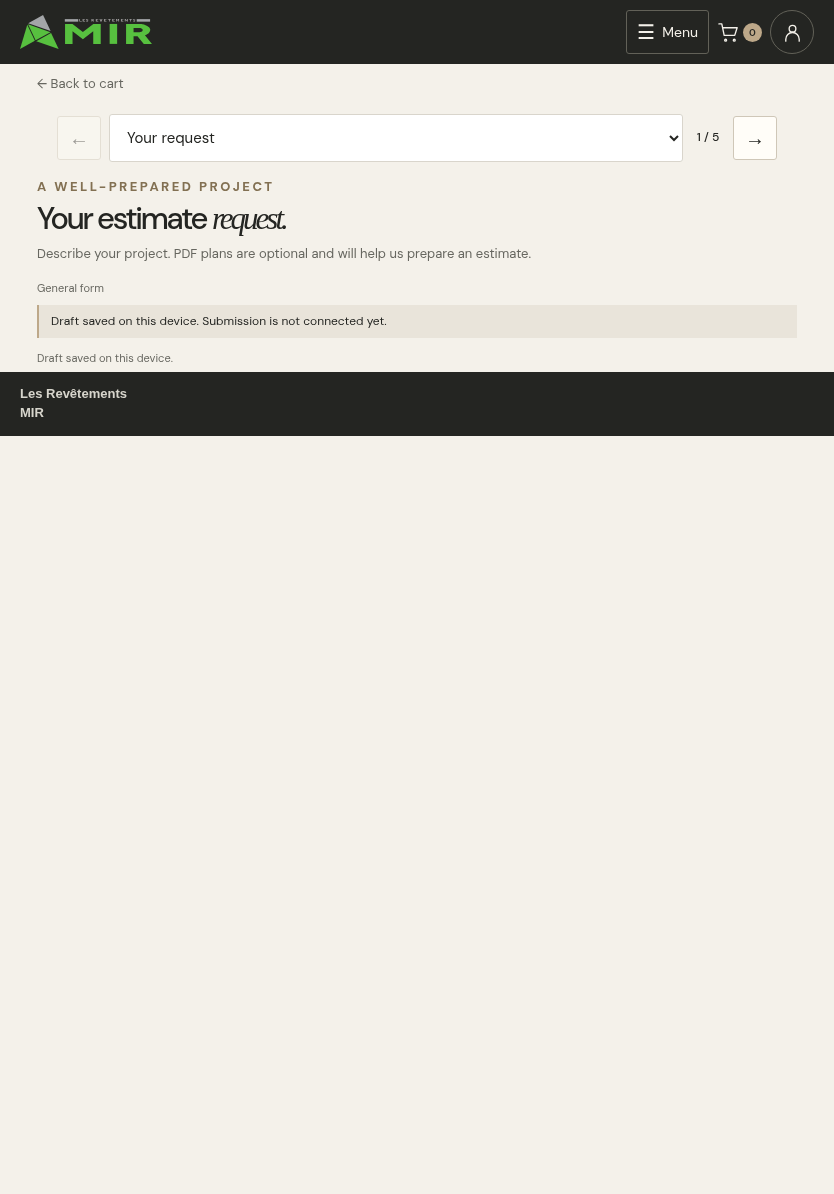 LES REVÊTEMENTS
MIR
☰ Menu
0
← Back to cart
←
Your request
1 / 5
→
A WELL-PREPARED PROJECT
Your estimate request.
Describe your project. PDF plans are optional and will help us prepare an estimate.
General form
Draft saved on this device. Submission is not connected yet.
Draft saved on this device.
Les Revêtements
MIR